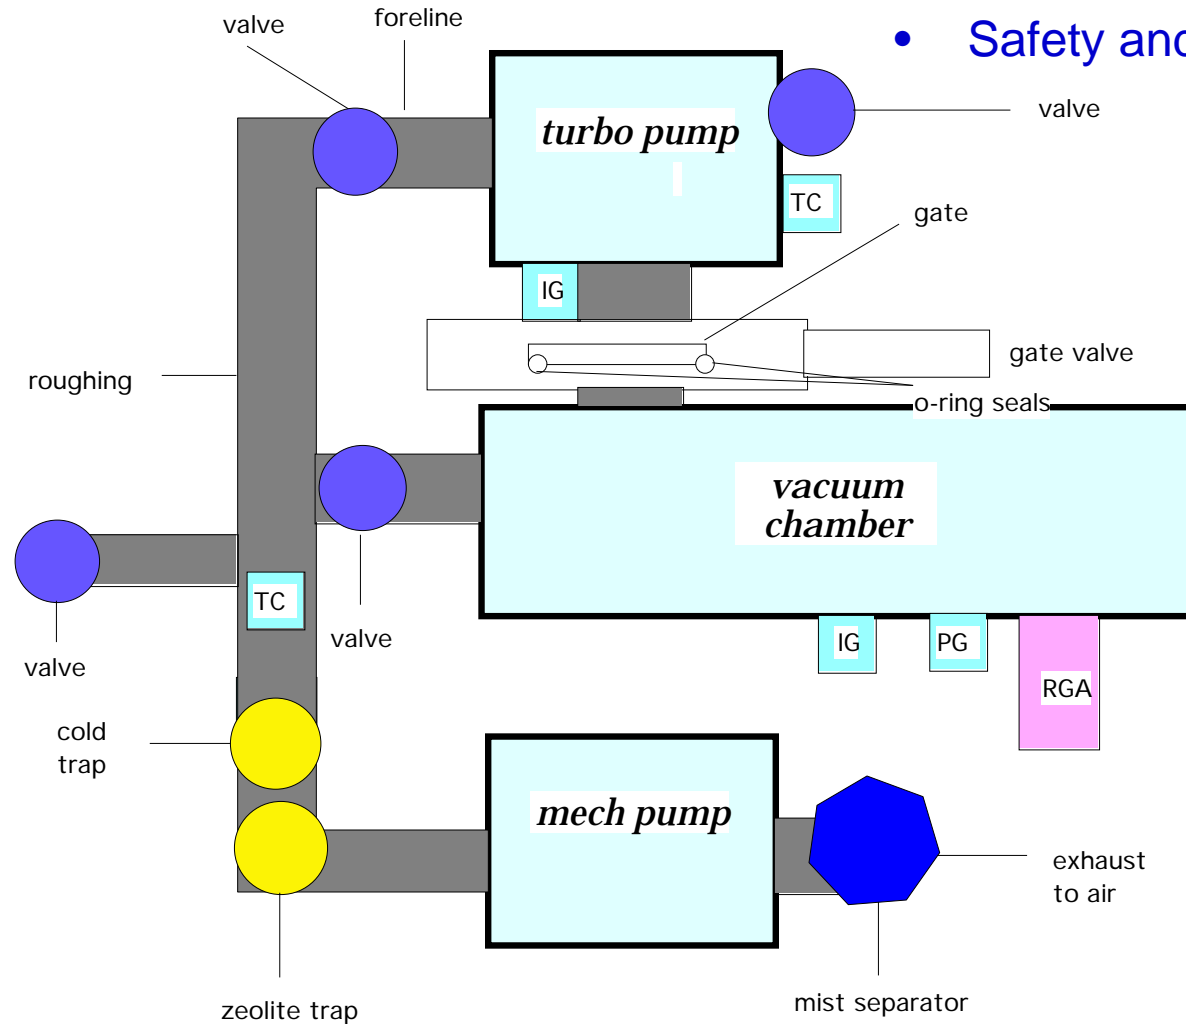 foreline
valve
• Safety and
turbo pump
valve
TC
gate
IG
gate valve
roughing
o-ring seals
vacuum
chamber
TC
valve
valve
IG
PG
RGA
cold
trap
mech pump
exhaust
to air
zeolite trap
mist separator